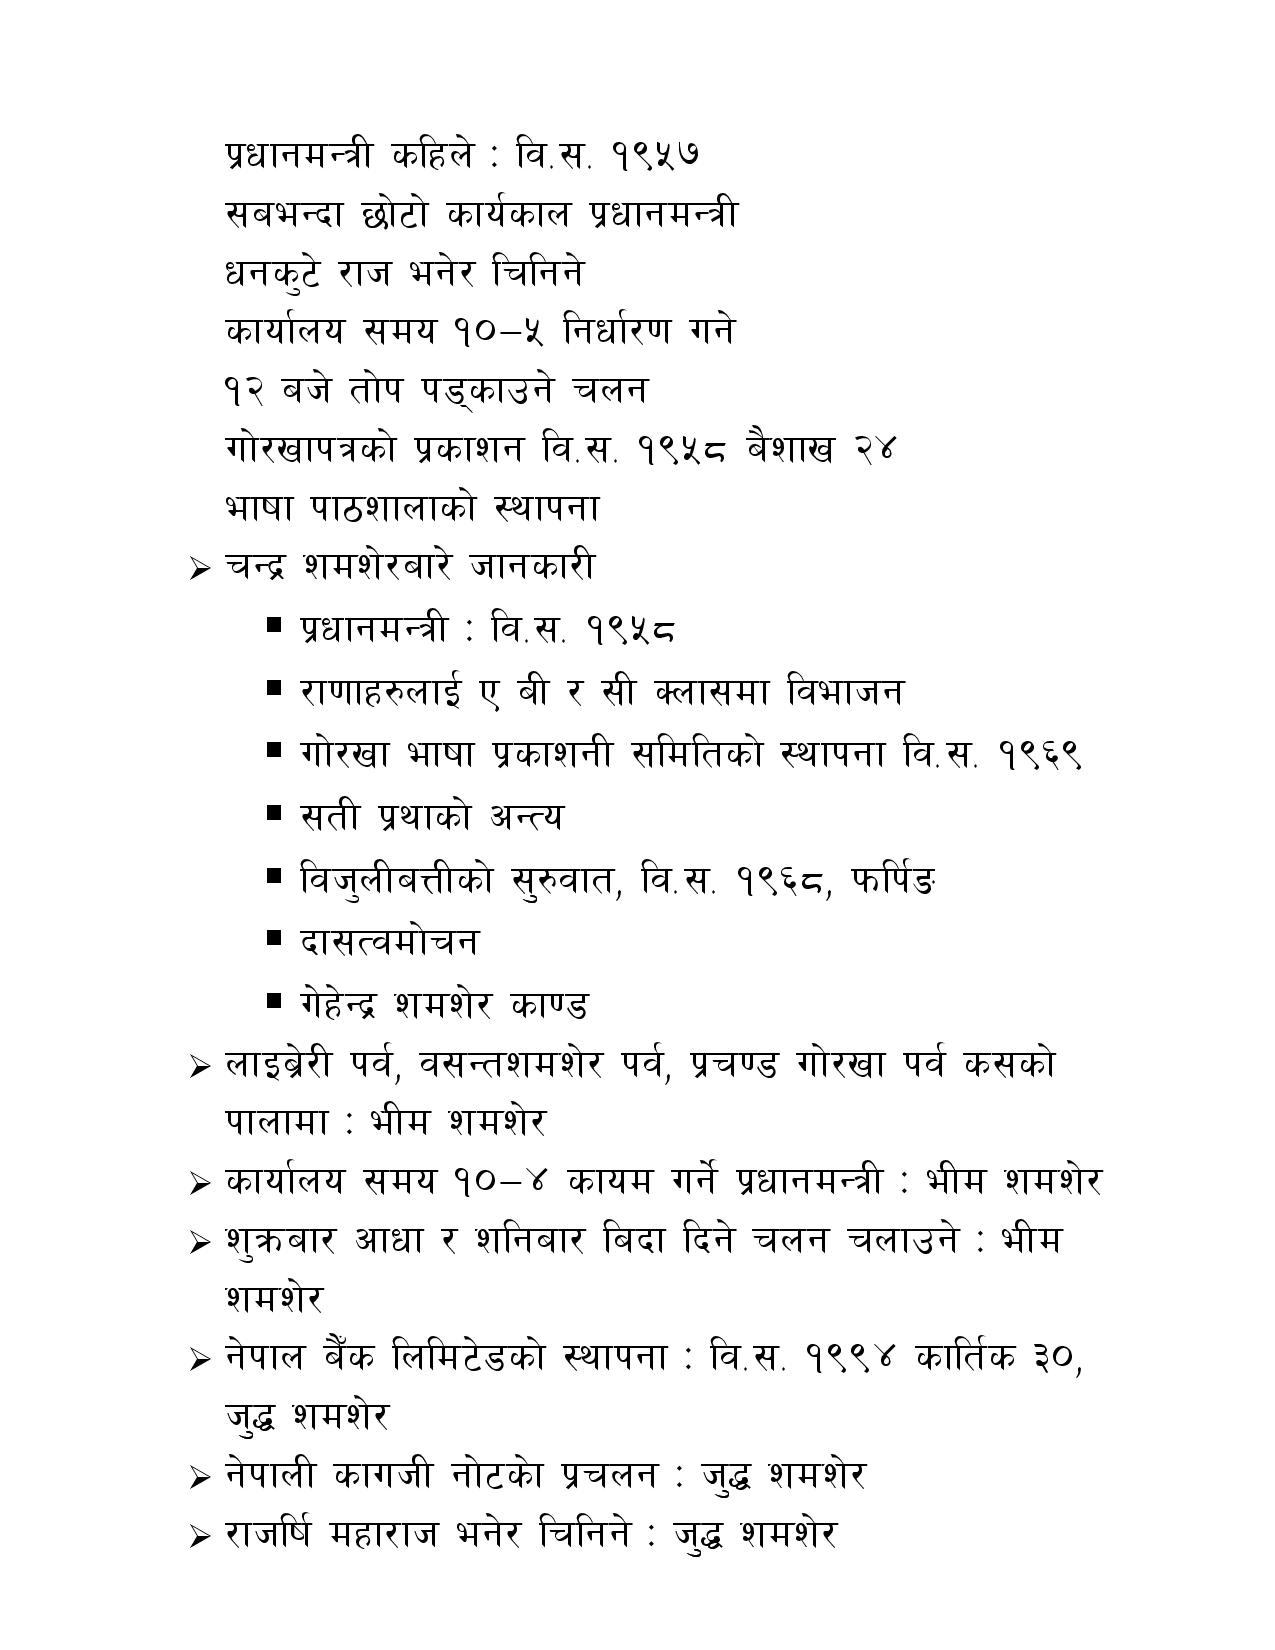 प्रधानमन्त्री कहिले : वि.स. १९५७
सबभन्दा छोटो कार्यकाल प्रधानमन्त्री
धनकुटे राज भनेर चिनिने
कार्यालय समय १०–५ निर्धारण गने
१२ बजे तोप पड्काउने चलन
गोरखापत्रको प्रकाशन वि.स. १९५८ बैशाख २४
भाषा पाठशालाको स्थापना
➢ चन्द्र शमशेरबारे जानकारी
▪ प्रधानमन्त्री : वि.स. १९५८
▪ राणाहरुलाई ए बी र सी क्लासमा विभाजन
▪ गोरखा भाषा प्रकाशनी समितिको स्थापना वि.स. १९६९
▪ सती प्रथाको अन्त्य
▪ विजुलीबत्तीको सुरुवात, वि.स. १९६८, फर्पिङ
▪ दासत्वमोचन
▪ गेहेन्द्र शमशेर काण्ड
➢ लाइब्रेरी पर्व, वसन्तशमशेर पर्व, प्रचण्ड गोरखा पर्व कसको
पालामा : भीम शमशेर
➢ कार्यालय समय १०–४ कायम गर्ने प्रधानमन्त्री : भीम शमशेर
➢ शुक्रबार आधा र शनिबार बिदा दिने चलन चलाउने : भीम
शमशेर
➢ नेपाल बैँक लिमिटेडको स्थापना : वि.स. १९९४ कार्तिक ३०,
जुद्ध शमशेर
➢ नेपाली कागजी नोटको प्रचलन : जुद्ध शमशेर
➢ राजर्षि महाराज भनेर चिनिने : जुद्ध शमशेर